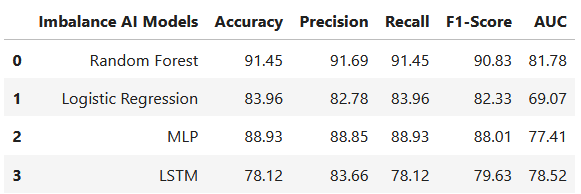 Imbalance AI Models Accuracy Precision Recall F1-Score AUC
0 Random Forest 91.45 91.69 91.45 90.83 81.78
1 Logistic Regression 83.96 82.78 83.96 82.33 69.07
2 MLP 88.93 88.85 88.93 88.01 77.41
3 LSTM 78.12 83.66 78.12 79.63 78.52